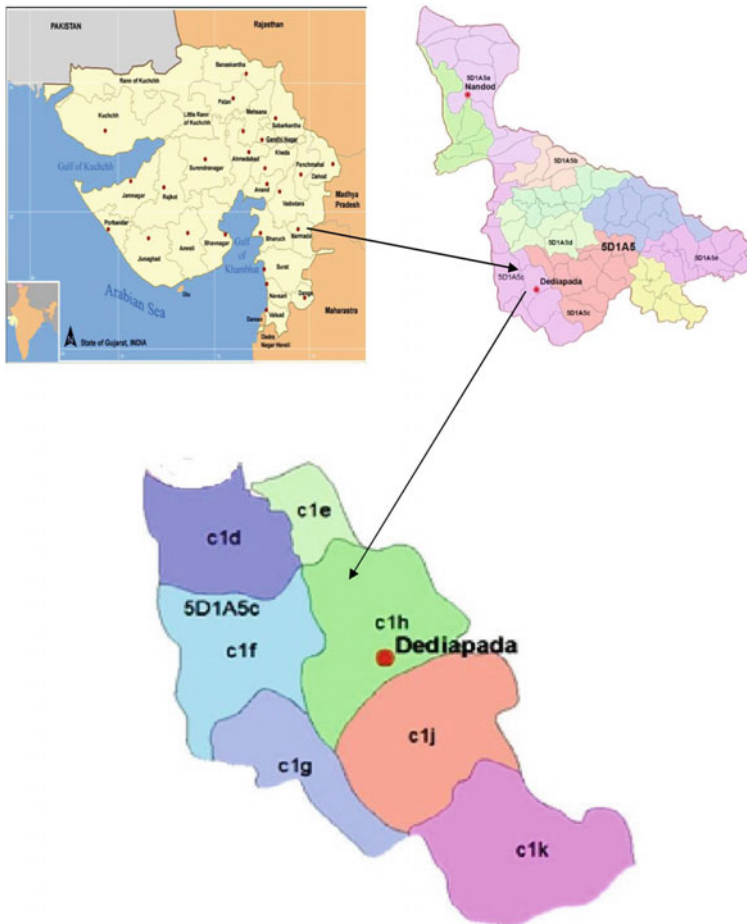 PAKISTAN
Rajasthan
Rann of Kuchchh
Banaskantha
Patan
Mehsana
Kuchchh
Little Rann
of Kuchchh
Sabarkantha
Gandhi Nagar
Gulf of Kuchchh
Ahmedabad
Kheda
Surendranagar
Panchmahal
Dahod
Jamnagar
Rajkot
Anand
Vadodara
Madhya
Pradesh
Porbandar
Junagadh
Amreli
Bhavnagar
Gulf
of
Khambhat
Bharuch
Narmada
Surat
Diu
Arabian Sea
Navsari
Dangs
Valsad
Daman
Dadra
Nagar Haveli
Maharastra
State of Gujarat, INDIA
5D1A5a
Nandod
5D1A5b
5D1A5d
5D1A5
5D1A5e
5D1A5c
Dediapada
5D1A5c
c1e
c1d
5D1A5c
c1f
c1h
Dediapada
c1j
c1g
c1k